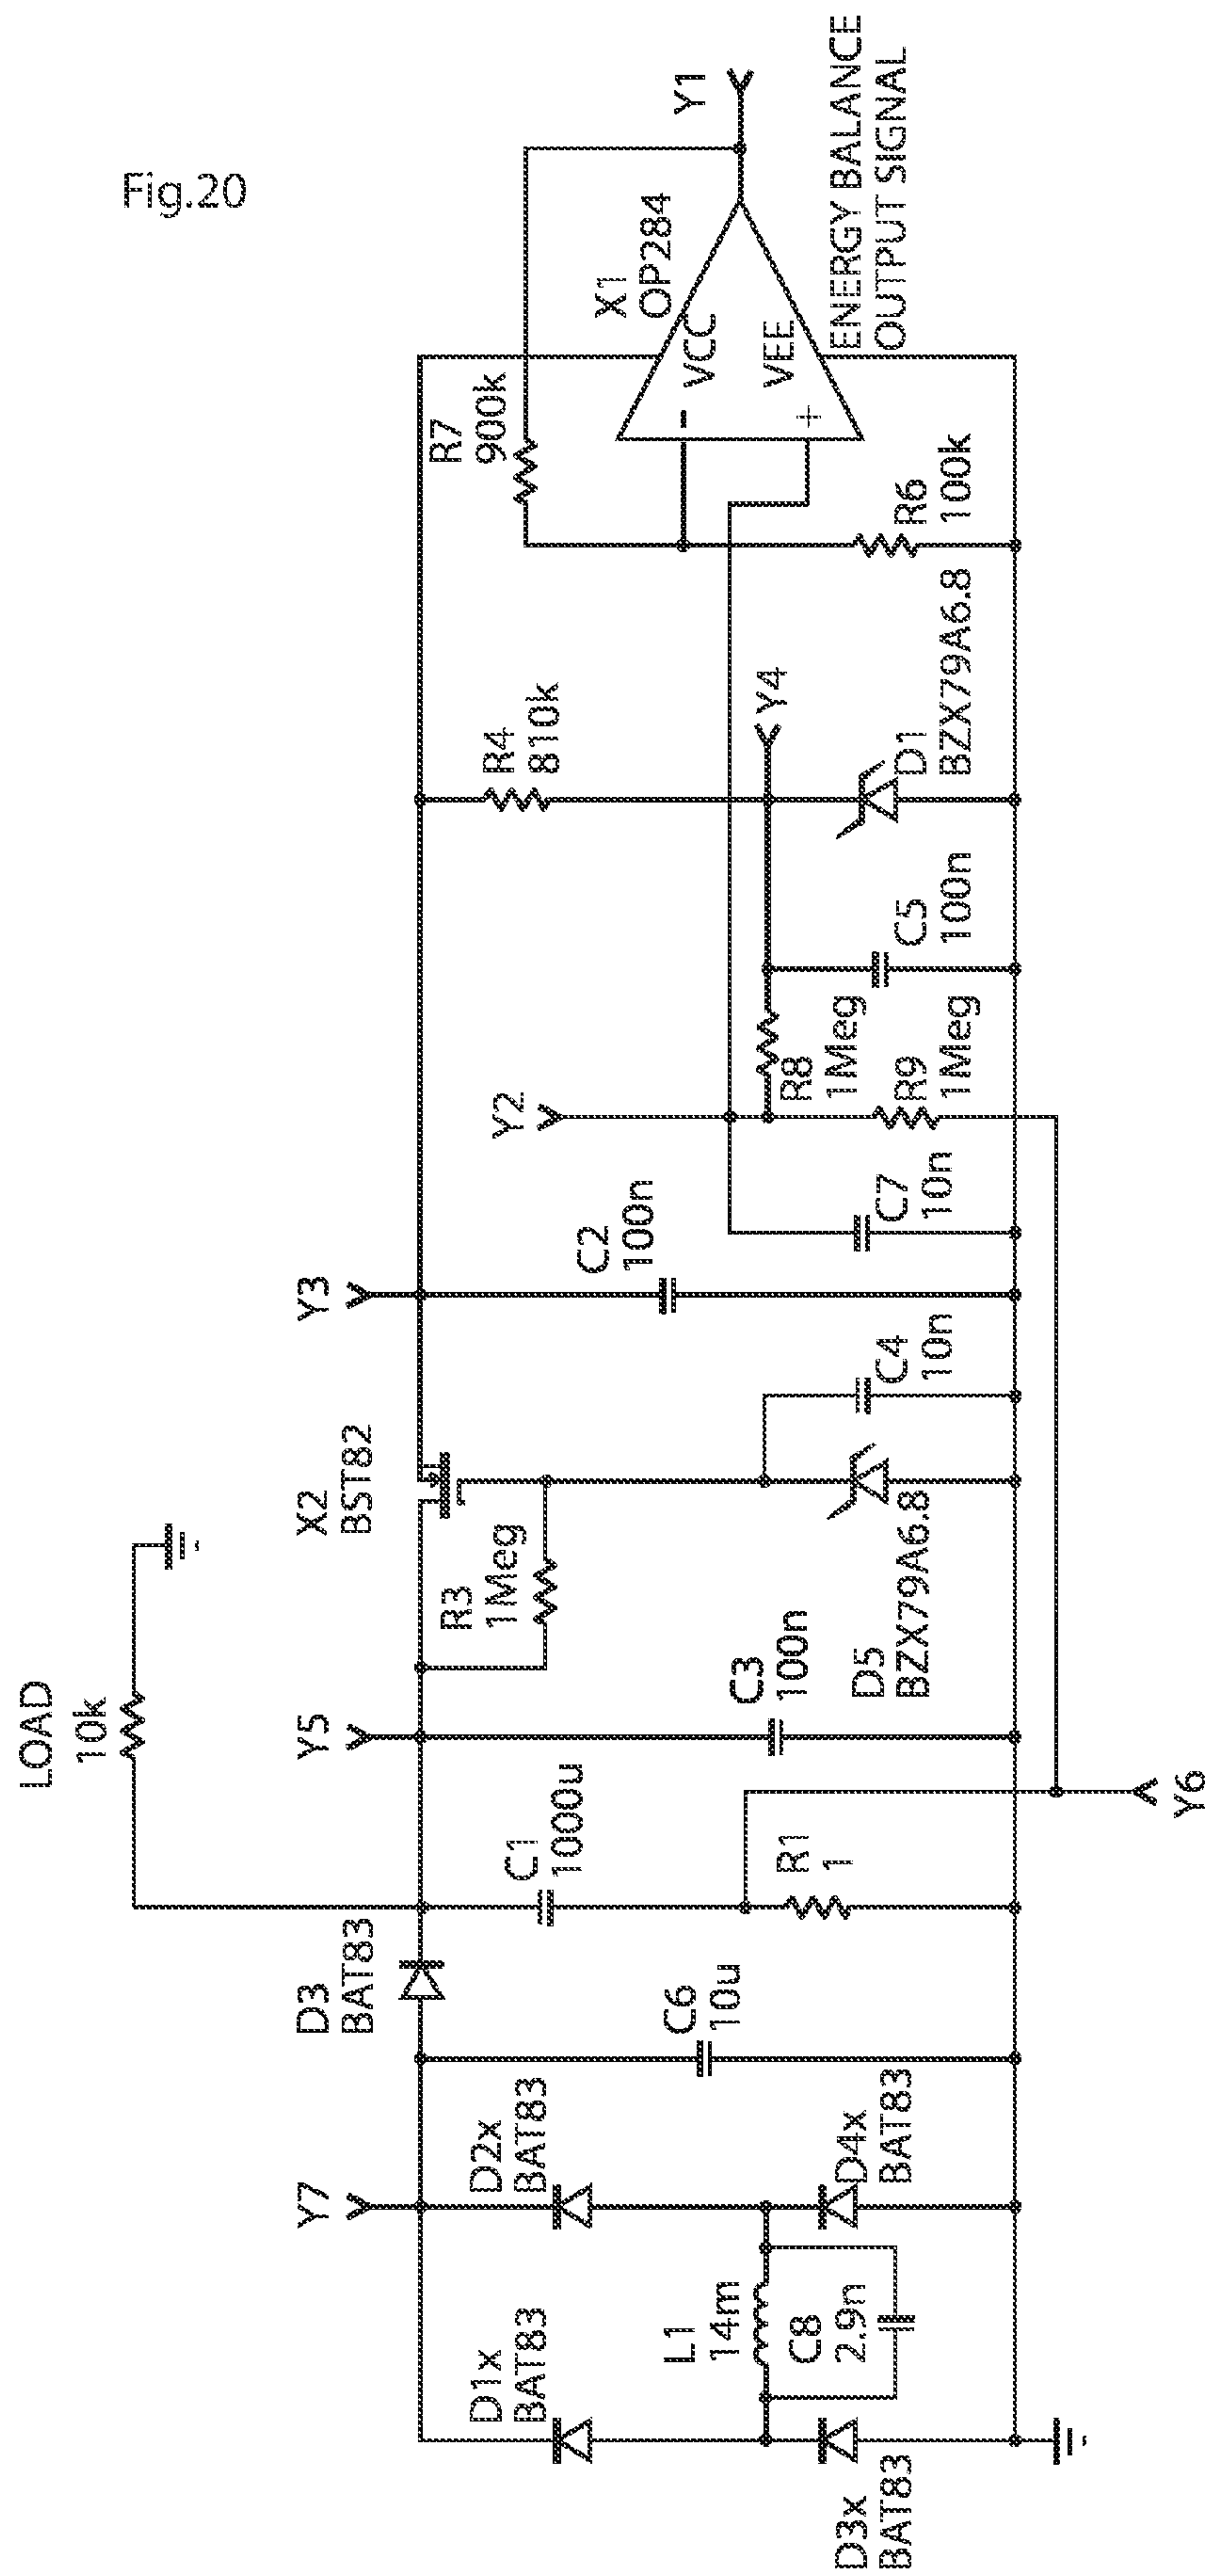 Fig.20
D3x
BAT83
D1x
BAT83
L1
14m
C8
2.9n
Y7
D2x
BAT83
D4x
BAT83
C6
10u
D3
BAT83
LOAD
10k
C1
1000u
R1
1
Y6
Y5
C3
100n
R3
1Meg
D5
BZX79A6.8
X2
BST82
C4
10n
Y3
C2
100n
C7
10n
Y2
R8
1Meg
R9
1Meg
C5
100n
R4
810k
Y4
D1
BZX79A6.8
R7
900k
R6
100k
X1
OP284
VCC
VEE
-
+
Y1
ENERGY BALANCE
OUTPUT SIGNAL